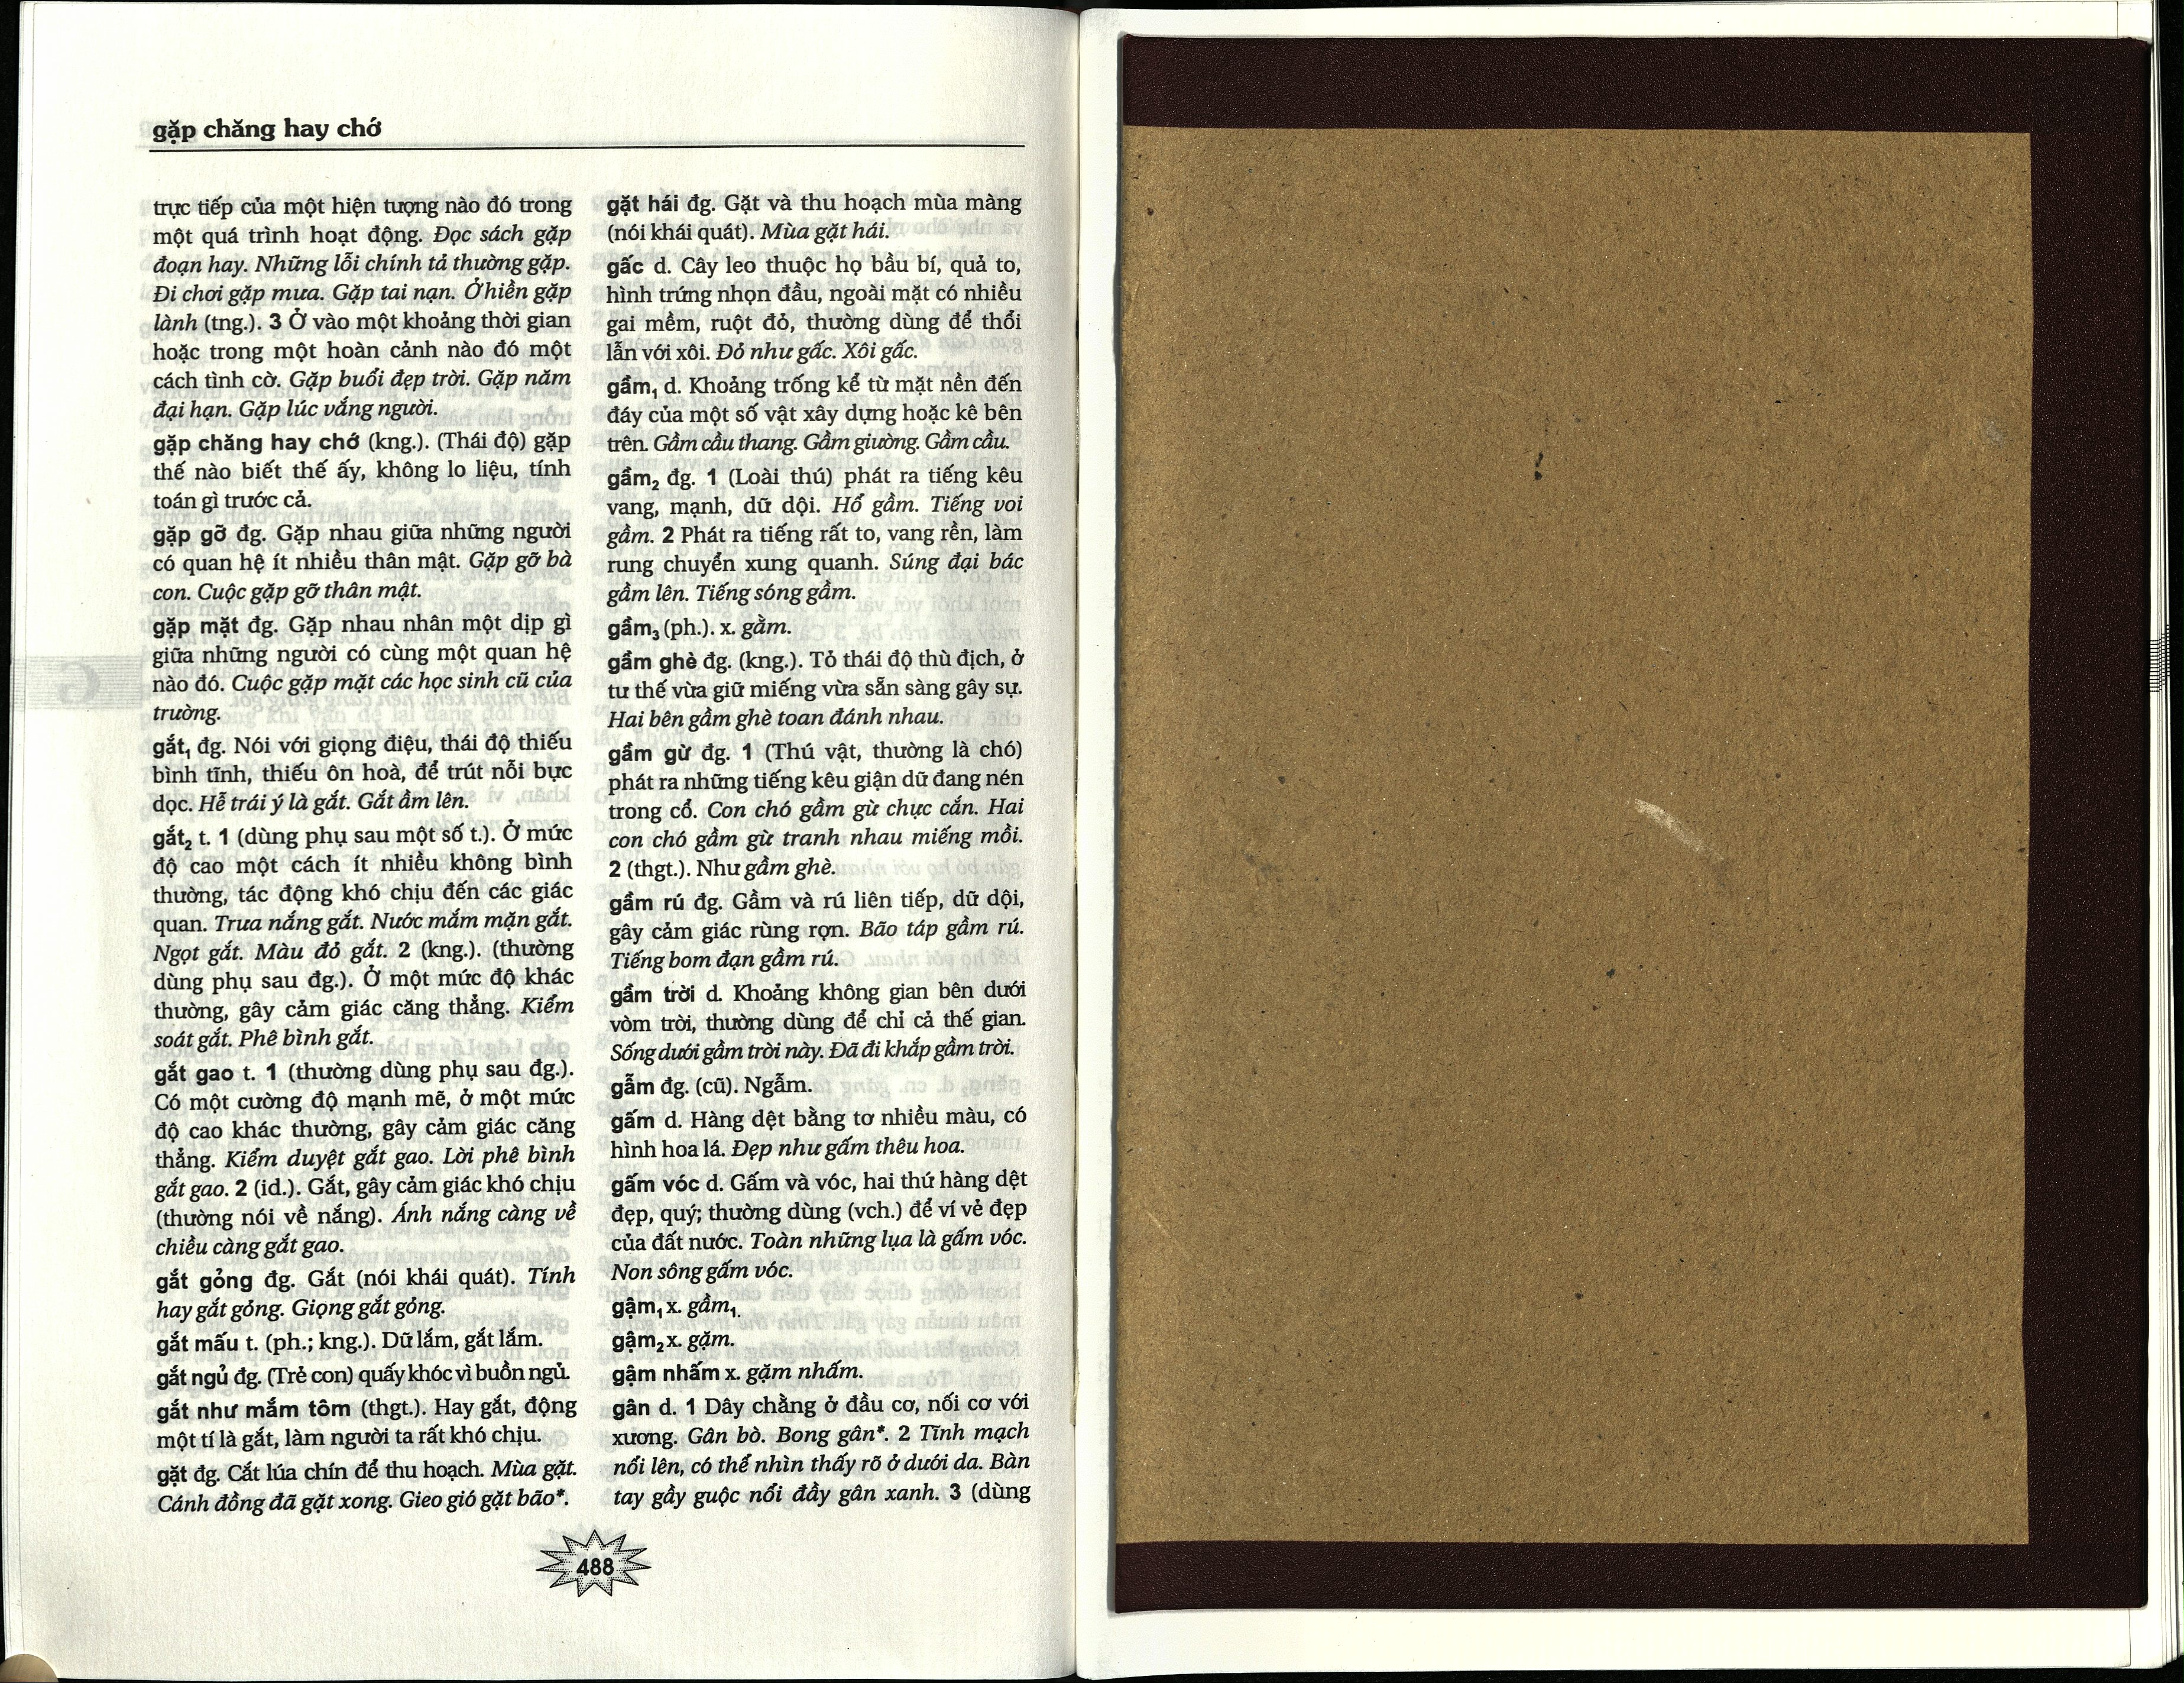 gặp chăng hay chớ
trực tiếp của một hiện tượng nào đó trong
một quá trình hoạt động. Đọc sách gặp
đoạn hay. Những lỗi chính tả thường gặp.
Đi chơi gặp mưa. Gặp tai nạn. Ở hiền gặp
lành (tng.). 3 Ở vào một khoảng thời gian
hoặc trong một hoàn cảnh nào đó một
cách tình cờ. Gặp buổi đẹp trời. Gặp năm
đại hạn. Gặp lúc vắng người.
gặp chăng hay chớ (kng.). (Thái độ) gặp
thế nào biết thế ấy, không lo liệu, tính
toán gì trước cả.
gặp gỡ đg. Gặp nhau giữa những người
có quan hệ ít nhiều thân mật. Gặp gỡ bà
con. Cuộc gặp gỡ thân mật.
gặp mặt đg. Gặp nhau nhân một dịp gì
giữa những người có cùng một quan hệ
nào đó. Cuộc gặp mặt các học sinh cũ của
trường.
gắt₁ đg. Nói với giọng điệu, thái độ thiếu
bình tĩnh, thiếu ôn hoà, để trút nỗi bực
dọc. Hễ trái ý là gắt. Gắt ầm lên.
gắt₂ t. 1 (dùng phụ sau một số t.). Ở mức
độ cao một cách ít nhiều không bình
thường, tác động khó chịu đến các giác
quan. Trưa nắng gắt. Nước mắm mặn gắt.
Ngọt gắt. Màu đỏ gắt. 2 (kng.). (thường
dùng phụ sau đg.). Ở một mức độ khác
thường, gây cảm giác căng thẳng. Kiểm
soát gắt. Phê bình gắt.
gắt gao t. 1 (thường dùng phụ sau đg.).
Có một cường độ mạnh mẽ, ở một mức
độ cao khác thường, gây cảm giác căng
thẳng. Kiểm duyệt gắt gao. Lời phê bình
gắt gao. 2 (id.). Gắt, gây cảm giác khó chịu
(thường nói về nắng). Ánh nắng càng về
chiều càng gắt gao.
gắt gỏng đg. Gắt (nói khái quát). Tính
hay gắt gỏng. Giọng gắt gỏng.
gắt mấu t. (ph.; kng.). Dữ lắm, gắt lắm.
gắt ngủ đg. (Trẻ con) quấy khóc vì buồn ngủ.
gắt như mắm tôm (thgt.). Hay gắt, động
một tí là gắt, làm người ta rất khó chịu.
gặt đg. Cắt lúa chín để thu hoạch. Mùa gặt.
Cánh đồng đã gặt xong. Gieo gió gặt bão*.
gặt hái đg. Gặt và thu hoạch mùa màng
(nói khái quát). Mùa gặt hái.
gấc d. Cây leo thuộc họ bầu bí, quả to,
hình trứng nhọn đầu, ngoài mặt có nhiều
gai mềm, ruột đỏ, thường dùng để thổi
lẫn với xôi. Đỏ như gấc. Xôi gấc.
gầm₁ d. Khoảng trống kể từ mặt nền đến
đáy của một số vật xây dựng hoặc kê bên
trên. Gầm cầu thang. Gầm giường. Gầm cầu.
gầm₂ đg. 1 (Loài thú) phát ra tiếng kêu
vang, mạnh, dữ dội. Hổ gầm. Tiếng voi
gầm. 2 Phát ra tiếng rất to, vang rền, làm
rung chuyển xung quanh. Súng đại bác
gầm lên. Tiếng sóng gầm.
gầm₃ (ph.). x. gằm.
gầm ghè đg. (kng.). Tỏ thái độ thù địch, ở
tư thế vừa giữ miếng vừa sẵn sàng gây sự.
Hai bên gầm ghè toan đánh nhau.
gầm gừ đg. 1 (Thú vật, thường là chó)
phát ra những tiếng kêu giận dữ đang nén
trong cổ. Con chó gầm gừ chực cắn. Hai
con chó gầm gừ tranh nhau miếng mồi.
2 (thgt.). Như gầm ghè.
gầm rú đg. Gầm và rú liên tiếp, dữ dội,
gây cảm giác rùng rợn. Bão táp gầm rú.
Tiếng bom đạn gầm rú.
gầm trời d. Khoảng không gian bên dưới
vòm trời, thường dùng để chỉ cả thế gian.
Sống dưới gầm trời này. Đã đi khắp gầm trời.
gẫm đg. (cũ). Ngẫm.
gấm d. Hàng dệt bằng tơ nhiều màu, có
hình hoa lá. Đẹp như gấm thêu hoa.
gấm vóc d. Gấm và vóc, hai thứ hàng dệt
đẹp, quý; thường dùng (vch.) để ví vẻ đẹp
của đất nước. Toàn những lụa là gấm vóc.
Non sông gấm vóc.
gậm₁ x. gầm₁.
gậm₂ x. gặm.
gậm nhấm x. gặm nhấm.
gân d. 1 Dây chằng ở đầu cơ, nối cơ với
xương. Gân bò. Bong gân*. 2 Tĩnh mạch
nổi lên, có thể nhìn thấy rõ ở dưới da. Bàn
tay gầy guộc nổi đầy gân xanh. 3 (dùng
488